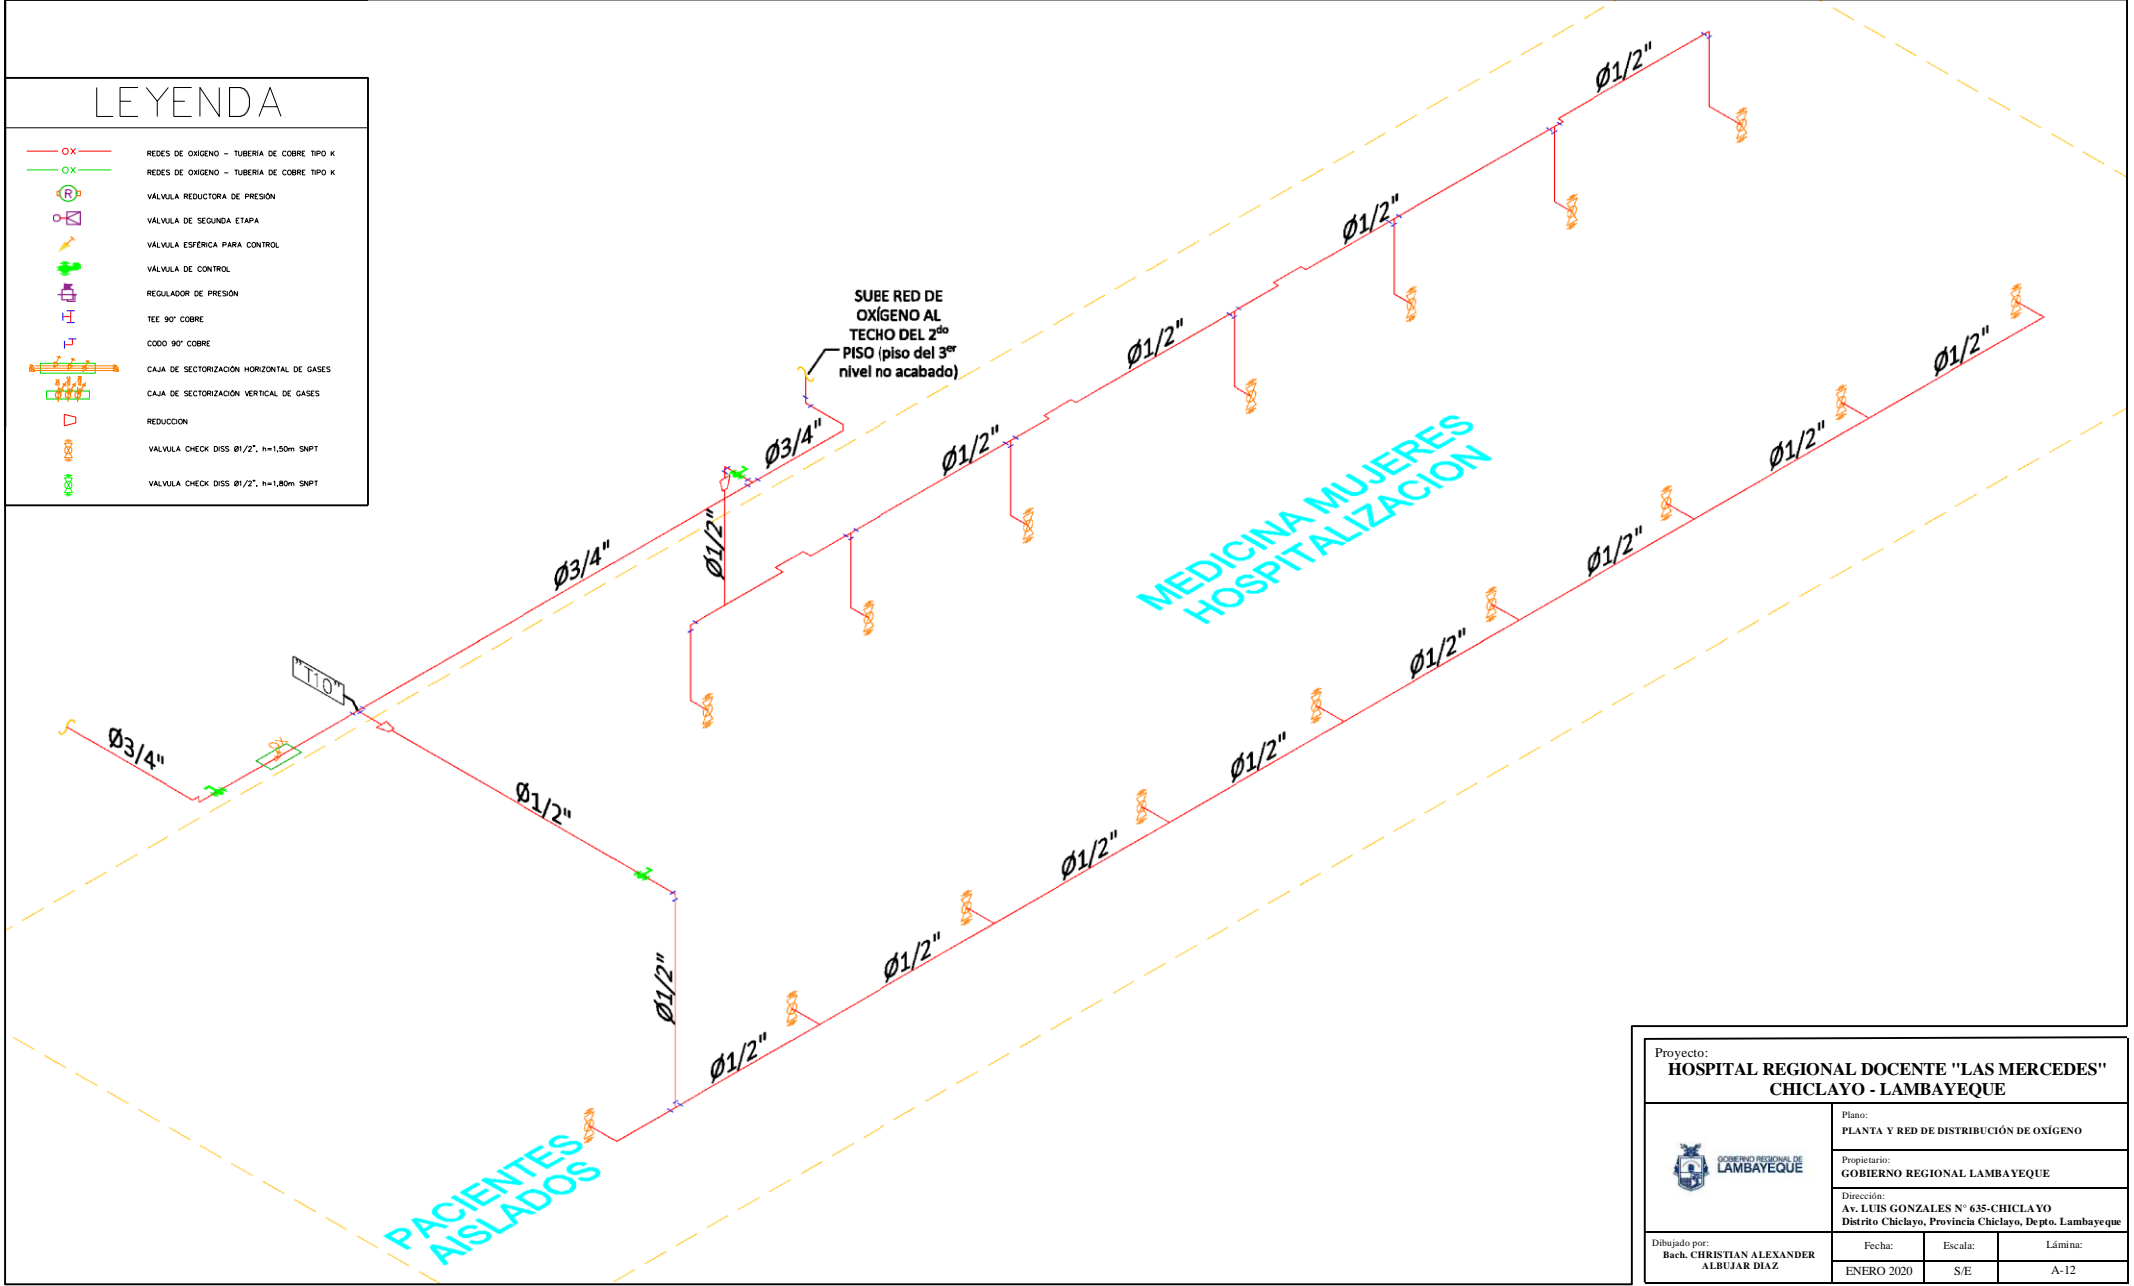 LEYENDA
OX
REDES DE OXÍGENO - TUBERÍA DE COBRE TIPO K
OX
REDES DE OXÍGENO - TUBERÍA DE COBRE TIPO K
R
VÁLVULA REDUCTORA DE PRESIÓN
VÁLVULA DE SEGUNDA ETAPA
VÁLVULA ESFÉRICA PARA CONTROL
VÁLVULA DE CONTROL
REGULADOR DE PRESIÓN
TEE 90° COBRE
CODO 90° COBRE
CAJA DE SECTORIZACIÓN HORIZONTAL DE GASES
CAJA DE SECTORIZACIÓN VERTICAL DE GASES
REDUCCION
VALVULA CHECK DISS Ø1/2", h=1,50m SNPT
VALVULA CHECK DISS Ø1/2", h=1,80m SNPT
SUBE RED DE
OXÍGENO AL
TECHO DEL 2do
PISO (piso del 3er
nivel no acabado)
Ø1/2"
Ø1/2"
Ø1/2"
Ø1/2"
Ø3/4"
Ø1/2"
Ø3/4"
"T10"
Ø3/4"
Ø1/2"
Ø1/2"
Ø1/2"
Ø1/2"
Ø1/2"
Ø1/2"
Ø1/2"
Ø1/2"
Ø1/2"
Ø1/2"
MEDICINA MUJERES
HOSPITALIZACION
PACIENTES
AISLADOS
Proyecto:
HOSPITAL REGIONAL DOCENTE "LAS MERCEDES"
CHICLAYO - LAMBAYEQUE
GOBIERNO REGIONAL DE
LAMBAYEQUE
Plano:
PLANTA Y RED DE DISTRIBUCIÓN DE OXÍGENO
Propietario:
GOBIERNO REGIONAL LAMBAYEQUE
Dirección:
Av. LUIS GONZALES N° 635-CHICLAYO
Distrito Chiclayo, Provincia Chiclayo, Depto. Lambayeque
Dibujado por:
Bach. CHRISTIAN ALEXANDER
ALBUJAR DIAZ
Fecha:
ENERO 2020
Escala:
S/E
Lámina:
A-12